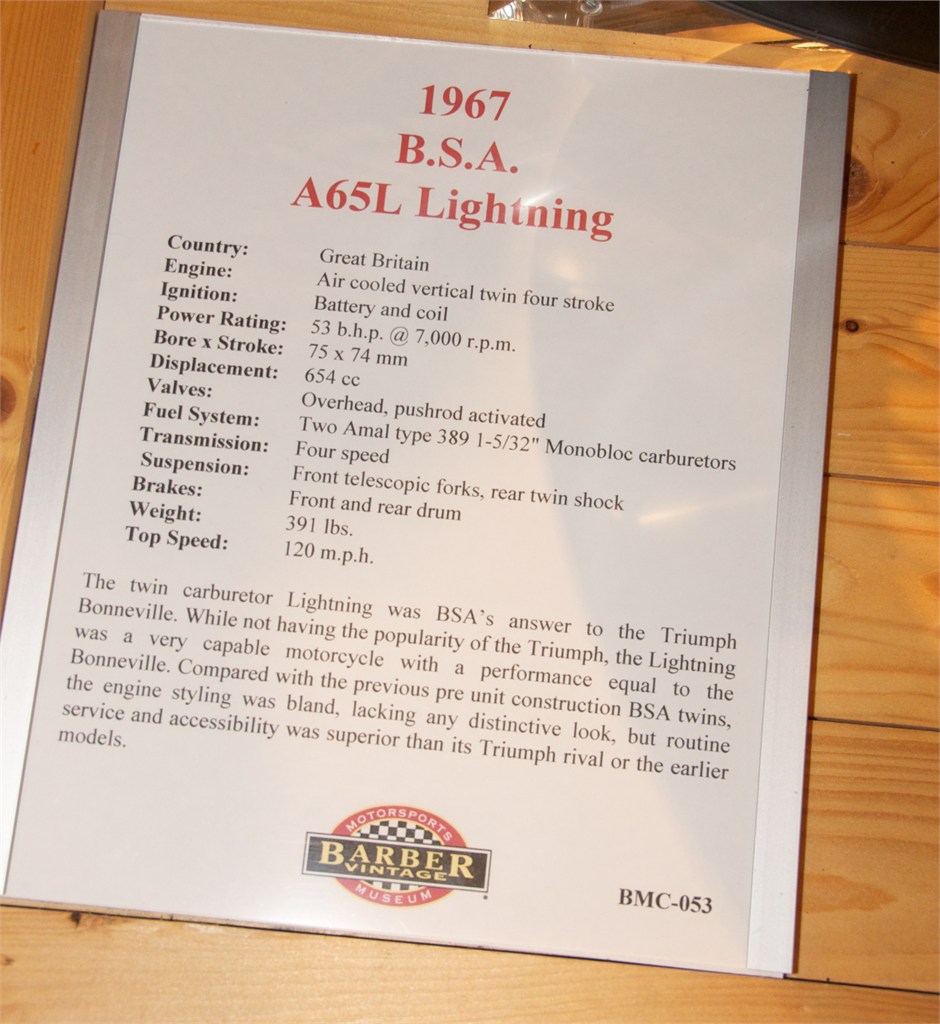 1967
B.S.A.
A65L Lightning
Country: Great Britain
Engine: Air cooled vertical twin four stroke
Ignition: Battery and coil
Power Rating: 53 b.h.p. @ 7,000 r.p.m.
Bore x Stroke: 75 x 74 mm
Displacement: 654 cc
Valves: Overhead, pushrod activated
Fuel System: Two Amal type 389 1-5/32" Monobloc carburetors
Transmission: Four speed
Suspension: Front telescopic forks, rear twin shock
Brakes: Front and rear drum
Weight: 391 lbs.
Top Speed: 120 m.p.h.
The twin carburetor Lightning was BSA's answer to the Triumph
Bonneville. While not having the popularity of the Triumph, the Lightning
was a very capable motorcycle with a performance equal to the
Bonneville. Compared with the previous pre unit construction BSA twins,
the engine styling was bland, lacking any distinctive look, but routine
service and accessibility was superior than its Triumph rival or the earlier
models.
MOTORSPORTS
BARBER
VINTAGE
MUSEUM
BMC-053